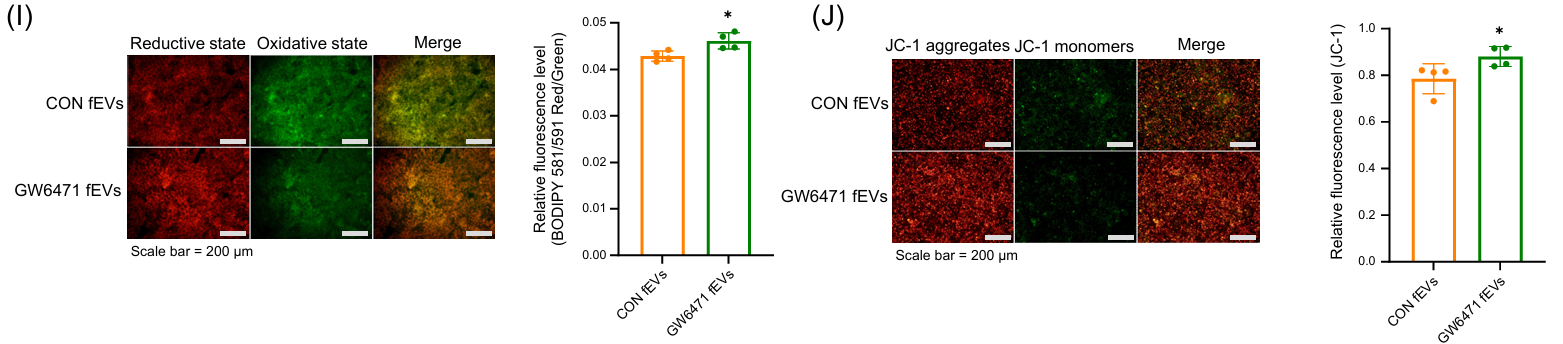 (I)
Reductive state Oxidative state Merge
CON fEVs
GW6471 fEVs
Scale bar = 200 μm
Relative fluorescence level
(BODIPY 581/591 Red/Green)
0.05
0.04
0.03
0.02
0.01
0.00
*
CON fEVs
GW6471 fEVs
(J)
JC-1 aggregates JC-1 monomers Merge
CON fEVs
GW6471 fEVs
Scale bar = 200 μm
Relative fluorescence level (JC-1)
1.0
0.8
0.6
0.4
0.2
0.0
*
CON fEVs
GW6471 fEVs